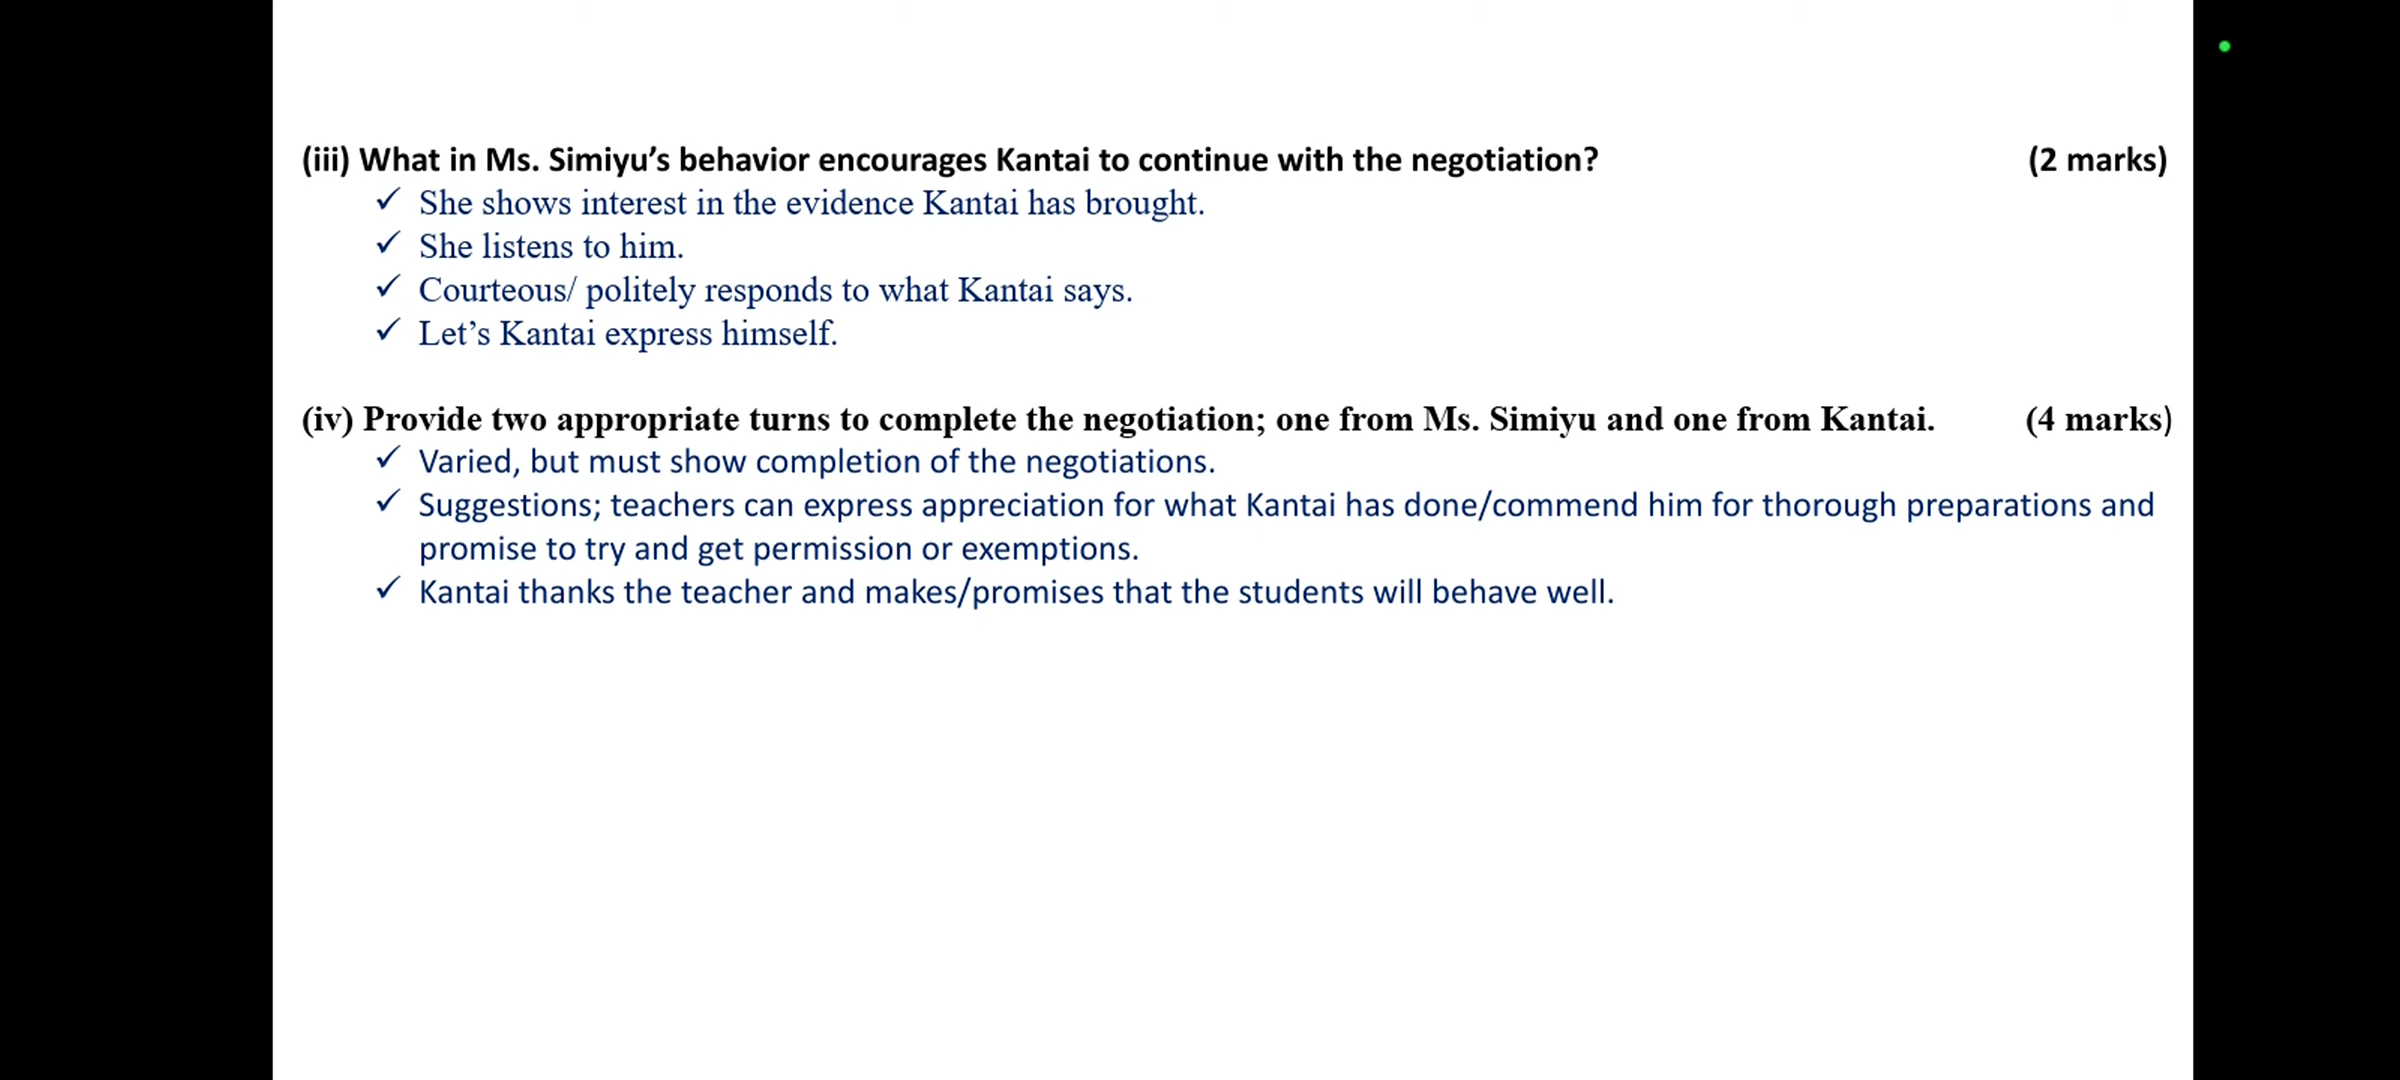 (iii) What in Ms. Simiyu’s behavior encourages Kantai to continue with the negotiation? (2 marks)
✓ She shows interest in the evidence Kantai has brought.
✓ She listens to him.
✓ Courteous/ politely responds to what Kantai says.
✓ Let’s Kantai express himself.
(iv) Provide two appropriate turns to complete the negotiation; one from Ms. Simiyu and one from Kantai. (4 marks)
✓ Varied, but must show completion of the negotiations.
✓ Suggestions; teachers can express appreciation for what Kantai has done/commend him for thorough preparations and
promise to try and get permission or exemptions.
✓ Kantai thanks the teacher and makes/promises that the students will behave well.